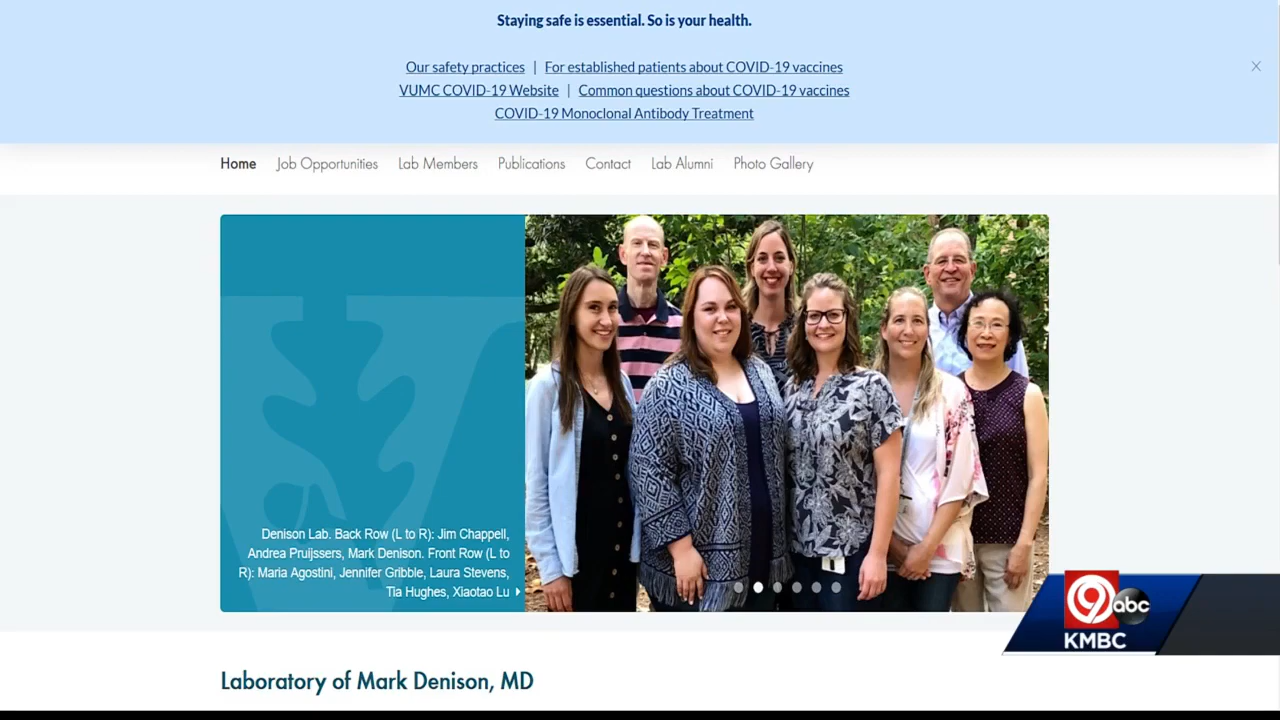 Staying safe is essential. So is your health.
Our safety practices | For established patients about COVID-19 vaccines
VUMC COVID-19 Website | Common questions about COVID-19 vaccines
COVID-19 Monoclonal Antibody Treatment
Home Job Opportunities Lab Members Publications Contact Lab Alumni Photo Gallery
Denison Lab. Back Row (L to R): Jim Chappell,
Andrea Pruijssers, Mark Denison. Front Row (L to
R): Maria Agostini, Jennifer Gribble, Laura Stevens,
Tia Hughes, Xiaotao Lu
9 abc
KMBC
Laboratory of Mark Denison, MD